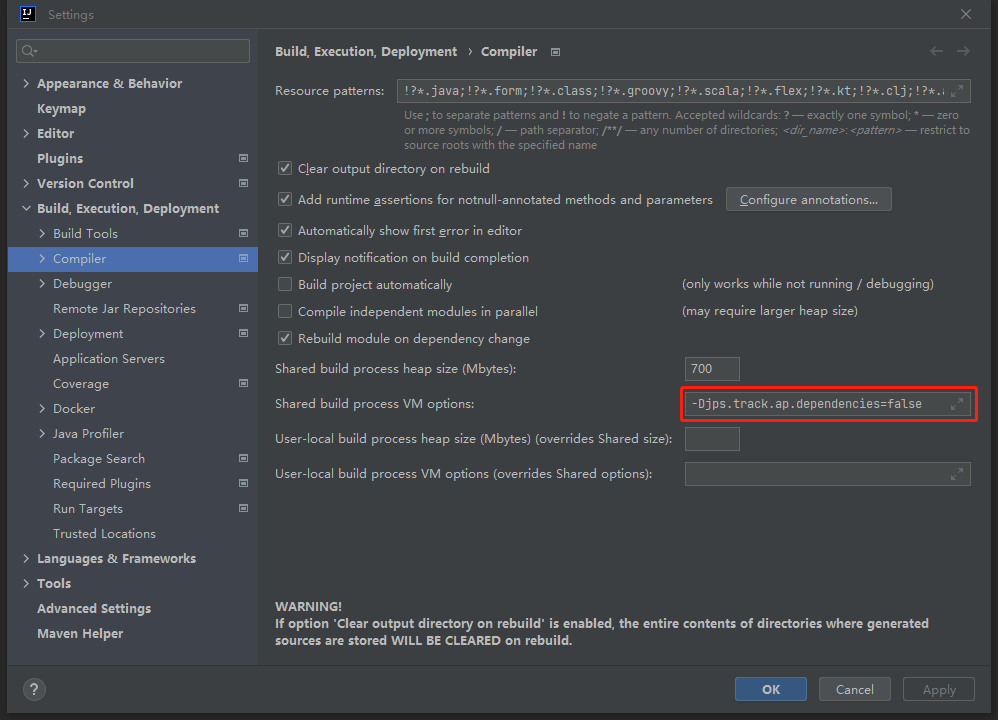 IJ
Settings
Build, Execution, Deployment › Compiler
Appearance & Behavior
Keymap
Editor
Plugins
Version Control
Build, Execution, Deployment
Build Tools
Compiler
Debugger
Remote Jar Repositories
Deployment
Application Servers
Coverage
Docker
Java Profiler
Package Search
Required Plugins
Run Targets
Trusted Locations
Languages & Frameworks
Tools
Advanced Settings
Maven Helper
Resource patterns: !?*.java;!?*.form;!?*.class;!?*.groovy;!?*.scala;!?*.flex;!?*.kt;!?*.clj;!?*.a
Use ; to separate patterns and ! to negate a pattern. Accepted wildcards: ? — exactly one symbol; * — zero
or more symbols; / — path separator; /**/ — any number of directories; <dir_name>:<pattern> — restrict to
source roots with the specified name
Clear output directory on rebuild
Add runtime assertions for notnull-annotated methods and parameters Configure annotations...
Automatically show first error in editor
Display notification on build completion
Build project automatically (only works while not running / debugging)
Compile independent modules in parallel (may require larger heap size)
Rebuild module on dependency change
Shared build process heap size (Mbytes): 700
Shared build process VM options: -Djps.track.ap.dependencies=false
User-local build process heap size (Mbytes) (overrides Shared size):
User-local build process VM options (overrides Shared options):
WARNING!
If option 'Clear output directory on rebuild' is enabled, the entire contents of directories where generated
sources are stored WILL BE CLEARED on rebuild.
?
OK Cancel Apply